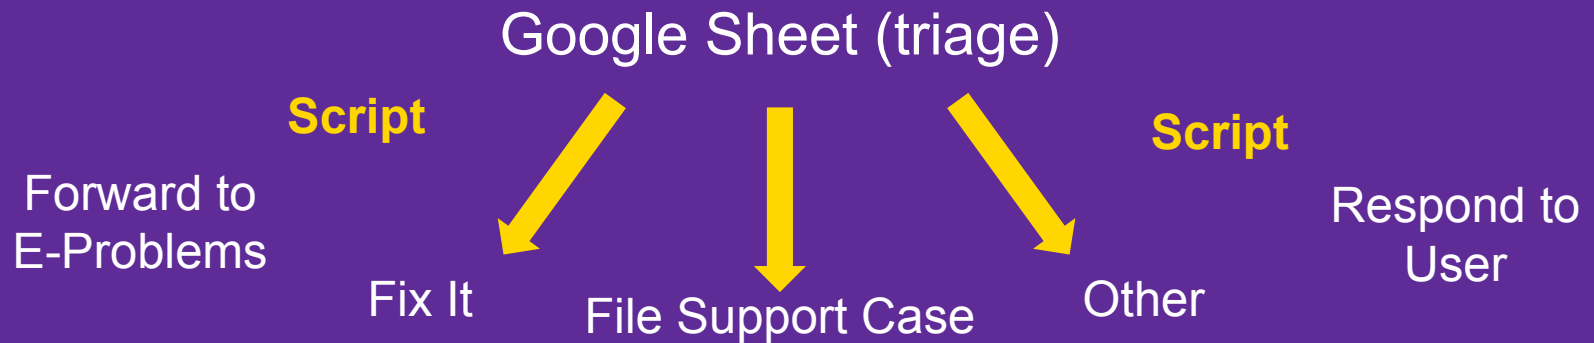 Google Sheet (triage)
Script
Script
Forward to
E-Problems
Respond to
User
Fix It
File Support Case
Other